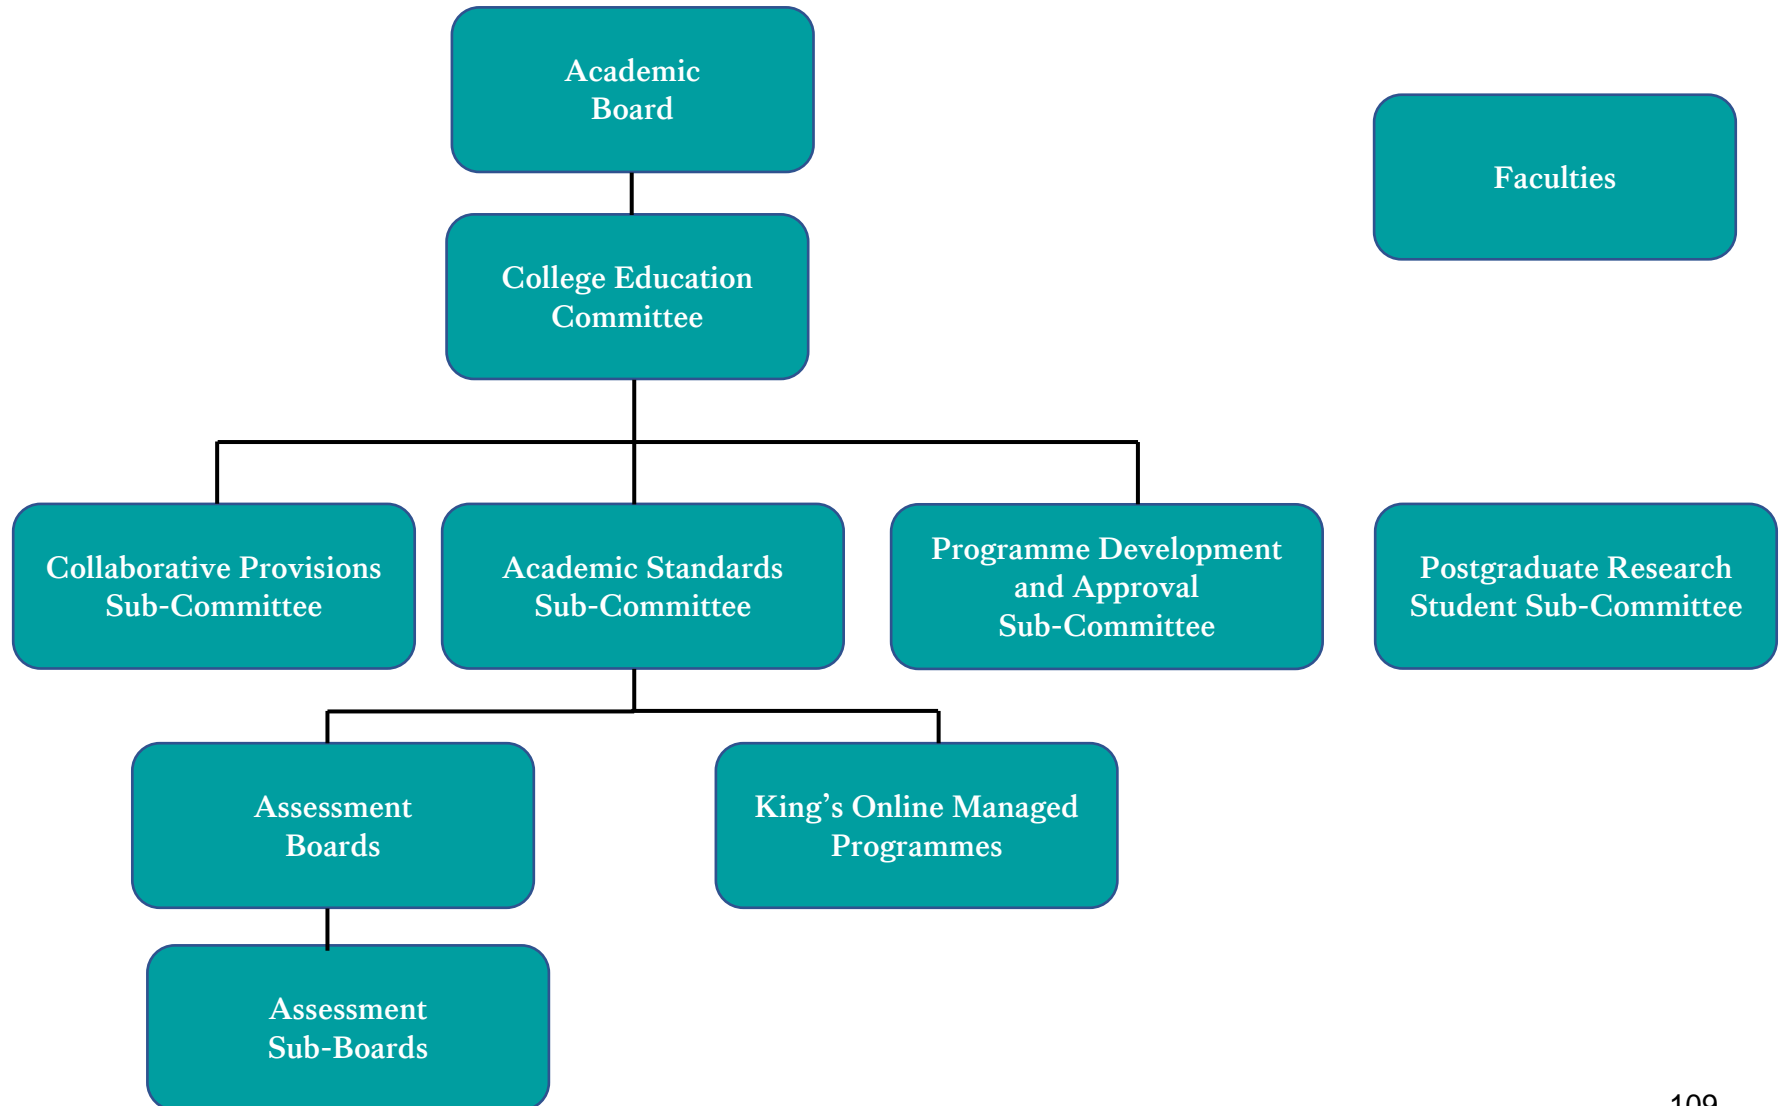 Academic
Board
Faculties
College Education
Committee
Collaborative Provisions
Sub-Committee
Academic Standards
Sub-Committee
Programme Development
and Approval
Sub-Committee
Postgraduate Research
Student Sub-Committee
Assessment
Boards
King’s Online Managed
Programmes
Assessment
Sub-Boards
109